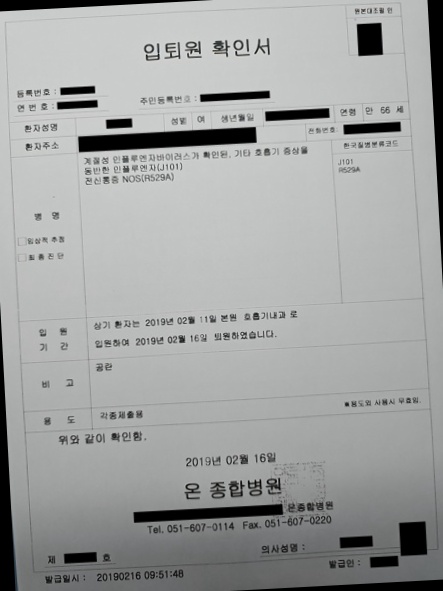 원본대조필 인
입퇴원 확인서
등록번호 :
연 번 호 : 주민등록번호 :
환자성명 성별 여 생년월일 연령 만 66 세
환자주소 전화번호:
병 명
계절성 인플루엔자바이러스가 확인된, 기타 호흡기 증상을
동반한 인플루엔자(J101)
전신통증 NOS(R529A)
한국질병분류코드
J101
R529A
임상적 추정
최 종 진 단
입 원
기 간
상기 환자는 2019년 02월 11일 본원 호흡기내과 로
입원하여 2019년 02월 16일 퇴원하였습니다.
비 고 공란
용 도 각종제출용 ※용도외 사용시 무효임.
위와 같이 확인함.
2019년 02월 16일
온 종합병원
온종합병원
Tel. 051-607-0114 Fax. 051-607-0220
제 호 의사성명 :
발급일시 : 20190216 09:51:48 발급인 :